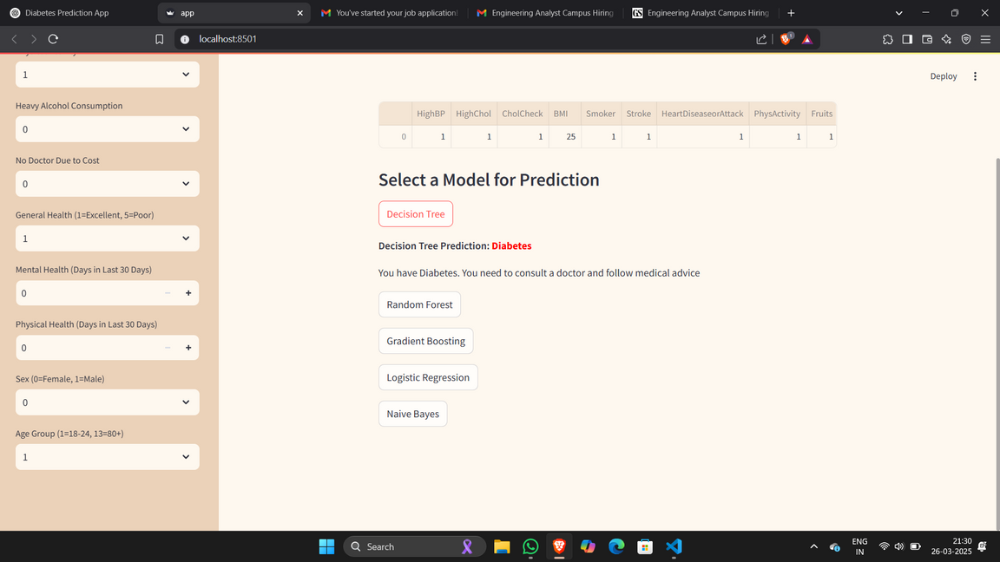 Diabetes Prediction App
app
You've started your job application!
Engineering Analyst Campus Hiring
GS Engineering Analyst Campus Hiring
localhost:8501
1
1
Heavy Alcohol Consumption
0
No Doctor Due to Cost
0
General Health (1=Excellent, 5=Poor)
1
Mental Health (Days in Last 30 Days)
0
Physical Health (Days in Last 30 Days)
0
Sex (0=Female, 1=Male)
0
Age Group (1=18-24, 13=80+)
1
Deploy
HighBP HighChol CholCheck BMI Smoker Stroke HeartDiseaseorAttack PhysActivity Fruits
0 1 1 1 25 1 1 1 1 1
Select a Model for Prediction
Decision Tree
Decision Tree Prediction: Diabetes
You have Diabetes. You need to consult a doctor and follow medical advice
Random Forest
Gradient Boosting
Logistic Regression
Naive Bayes
Search
ENG
IN
21:30
26-03-2025